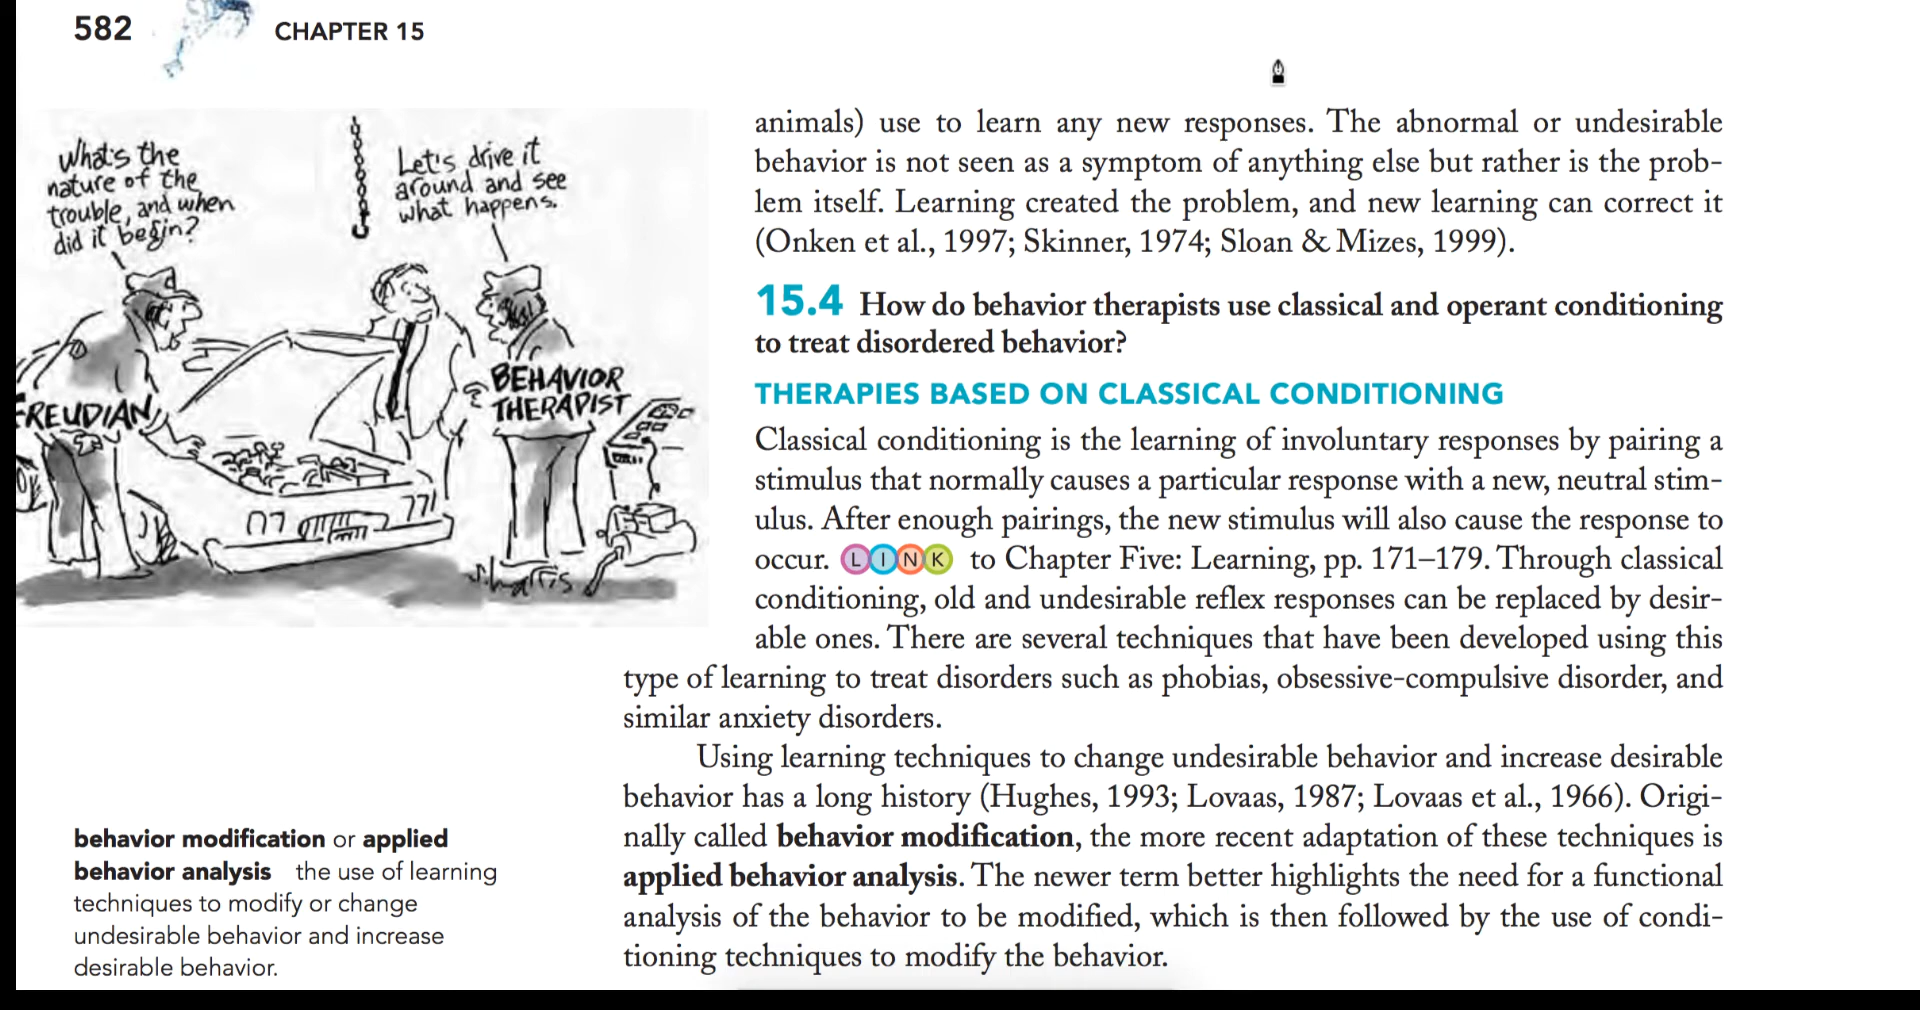 582
CHAPTER 15
What's the
nature of the
trouble, and when
did it begin?
Let's drive it
around and see
what happens.
FREUDIAN
BEHAVIOR
THERAPIST
S. harris
animals) use to learn any new responses. The abnormal or undesirable
behavior is not seen as a symptom of anything else but rather is the prob-
lem itself. Learning created the problem, and new learning can correct it
(Onken et al., 1997; Skinner, 1974; Sloan & Mizes, 1999).
15.4 How do behavior therapists use classical and operant conditioning
to treat disordered behavior?
THERAPIES BASED ON CLASSICAL CONDITIONING
Classical conditioning is the learning of involuntary responses by pairing a
stimulus that normally causes a particular response with a new, neutral stim-
ulus. After enough pairings, the new stimulus will also cause the response to
occur. LINK to Chapter Five: Learning, pp. 171–179. Through classical
conditioning, old and undesirable reflex responses can be replaced by desir-
able ones. There are several techniques that have been developed using this
type of learning to treat disorders such as phobias, obsessive-compulsive disorder, and
similar anxiety disorders.
Using learning techniques to change undesirable behavior and increase desirable
behavior has a long history (Hughes, 1993; Lovaas, 1987; Lovaas et al., 1966). Origi-
nally called behavior modification, the more recent adaptation of these techniques is
applied behavior analysis. The newer term better highlights the need for a functional
analysis of the behavior to be modified, which is then followed by the use of condi-
tioning techniques to modify the behavior.
behavior modification or applied
behavior analysis the use of learning
techniques to modify or change
undesirable behavior and increase
desirable behavior.